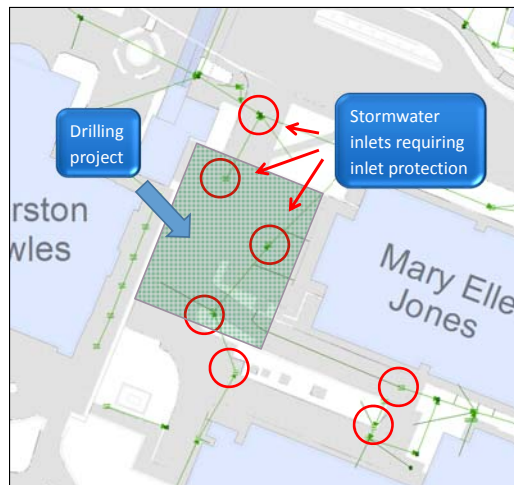 Drilling
project
Stormwater
inlets requiring
inlet protection
rston
wles
Mary Elle
Jones